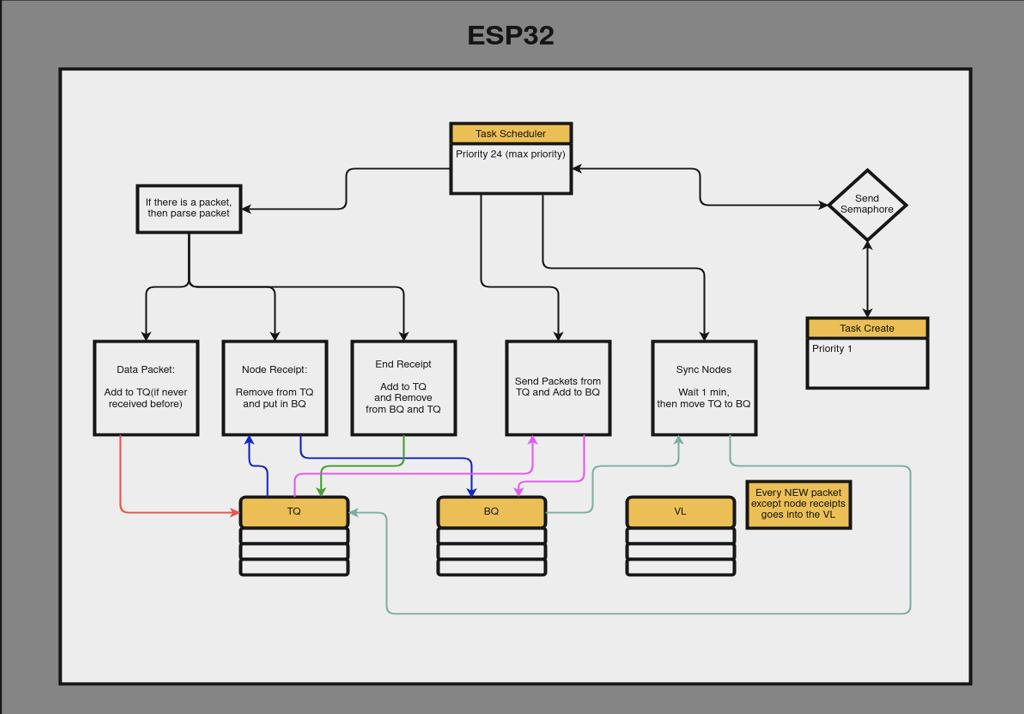 ESP32
Task Scheduler
Priority 24 (max priority)
If there is a packet,
then parse packet
Send
Semaphore
Task Create
Priority 1
Data Packet:
Add to TQ(if never
received before)
Node Receipt:
Remove from TQ
and put in BQ
End Receipt
Add to TQ
and Remove
from BQ and TQ
Send Packets from
TQ and Add to BQ
Sync Nodes
Wait 1 min,
then move TQ to BQ
TQ
BQ
VL
Every NEW packet
except node receipts
goes into the VL